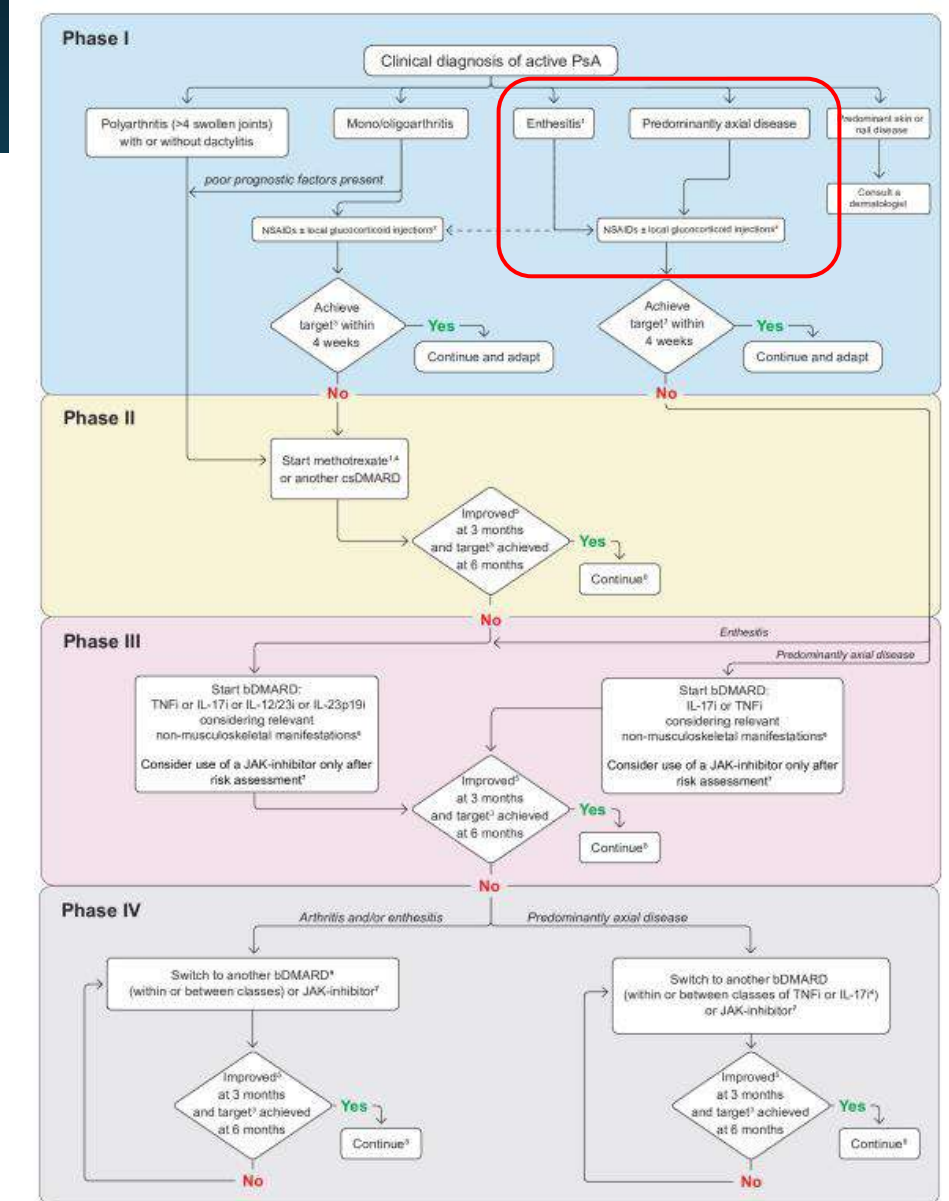 Phase I
Clinical diagnosis of active PsA
Polyarthritis (>4 swollen joints)
with or without dactylitis
Mono/oligoarthritis
Enthesitis¹
Predominantly axial disease
Predominant skin or
nail disease
Consult a
dermatologist
poor prognostic factors present
NSAIDs ± local glucocorticoid injections²
NSAIDs ± local glucocorticoid injections²
Achieve
target³ within
4 weeks
Yes
Continue and adapt
No
Achieve
target³ within
4 weeks
Yes
Continue and adapt
No
Phase II
Start methotrexate¹,⁴
or another csDMARD
Improved⁵
at 3 months
and target³ achieved
at 6 months
Yes
Continue⁶
No
Phase III
Enthesitis
Predominantly axial disease
Start bDMARD:
TNFi or IL-17i or IL-12/23i or IL-23p19i
considering relevant
non-musculoskeletal manifestations
Consider use of a JAK-inhibitor only after
risk assessment⁷
Start bDMARD:
IL-17i or TNFi
considering relevant
non-musculoskeletal manifestations
Consider use of a JAK-inhibitor only after
risk assessment⁷
Improved⁵
at 3 months
and target³ achieved
at 6 months
Yes
Continue
No
Phase IV
Arthritis and/or enthesitis
Predominantly axial disease
Switch to another bDMARD
(within or between classes) or JAK-inhibitor⁷
Improved⁵
at 3 months
and target³ achieved
at 6 months
Yes
Continue
No
Switch to another bDMARD
(within or between classes of TNFi or IL-17i)
or JAK-inhibitor⁷
Improved⁵
at 3 months
and target³ achieved
at 6 months
Yes
Continue
No